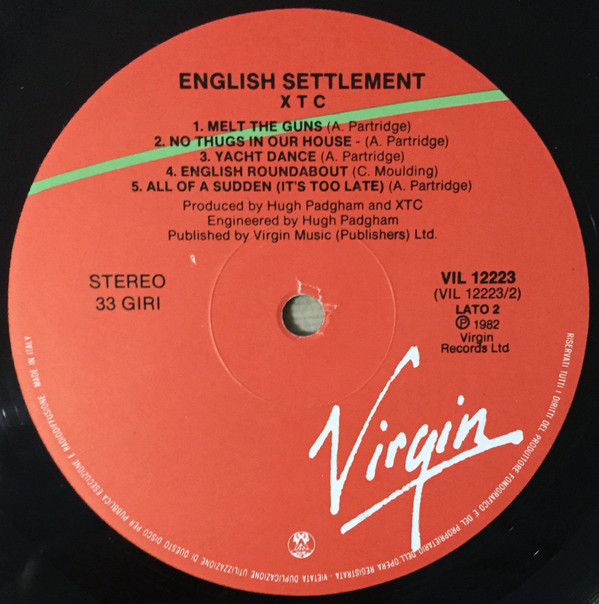 ENGLISH SETTLEMENT
X T C
1. MELT THE GUNS (A. Partridge)
2. NO THUGS IN OUR HOUSE - (A. Partridge)
3. YACHT DANCE (A. Partridge)
4. ENGLISH ROUNDABOUT (C. Moulding)
5. ALL OF A SUDDEN (IT'S TOO LATE) (A. Partridge)
Produced by Hugh Padgham and XTC
Engineered by Hugh Padgham
Published by Virgin Music (Publishers) Ltd.
STEREO
33 GIRI
VIL 12223
(VIL 12223/2)
LATO 2
Ⓟ 1982
Virgin
Records Ltd
Virgin
RISERVATI TUTTI I DIRITTI DEL PRODUTTORE FONOGRAFICO E DEL PROPRIETARIO DELL'OPERA REGISTRATA - VIETATA DUPLICAZIONE UTILIZZAZIONE DI QUESTO DISCO PER PUBBLICA ESECUZIONE E RADIODIFFUSIONE MADE IN ITALY